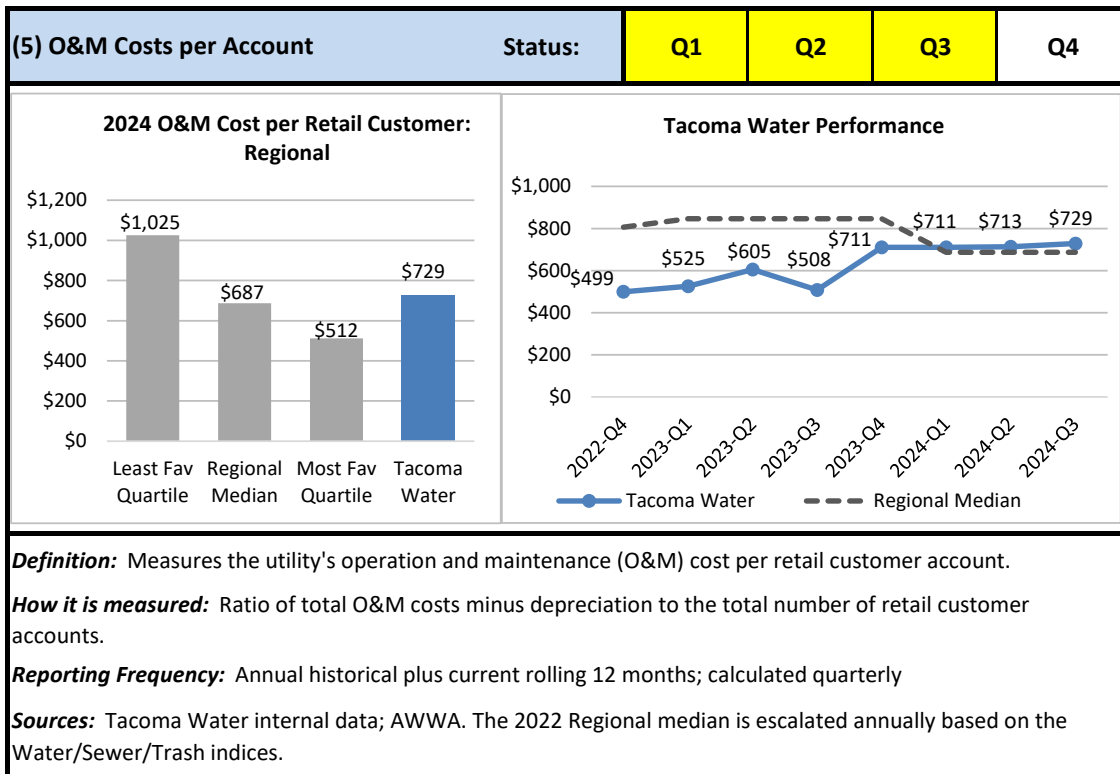 (5) O&M Costs per Account Status: Q1 Q2 Q3 Q4
2024 O&M Cost per Retail Customer:
Regional
$1,200
$1,000
$800
$600
$400
$200
$0
$1,025
$687
$512
$729
Least Fav
Quartile
Regional
Median
Most Fav
Quartile
Tacoma
Water
Tacoma Water Performance
$1,000
$800
$600
$400
$200
$0
$499
$525
$605
$508
$711
$711
$713
$729
2022-Q4
2023-Q1
2023-Q2
2023-Q3
2023-Q4
2024-Q1
2024-Q2
2024-Q3
Tacoma Water
Regional Median
Definition: Measures the utility's operation and maintenance (O&M) cost per retail customer account.
How it is measured: Ratio of total O&M costs minus depreciation to the total number of retail customer
accounts.
Reporting Frequency: Annual historical plus current rolling 12 months; calculated quarterly
Sources: Tacoma Water internal data; AWWA. The 2022 Regional median is escalated annually based on the
Water/Sewer/Trash indices.